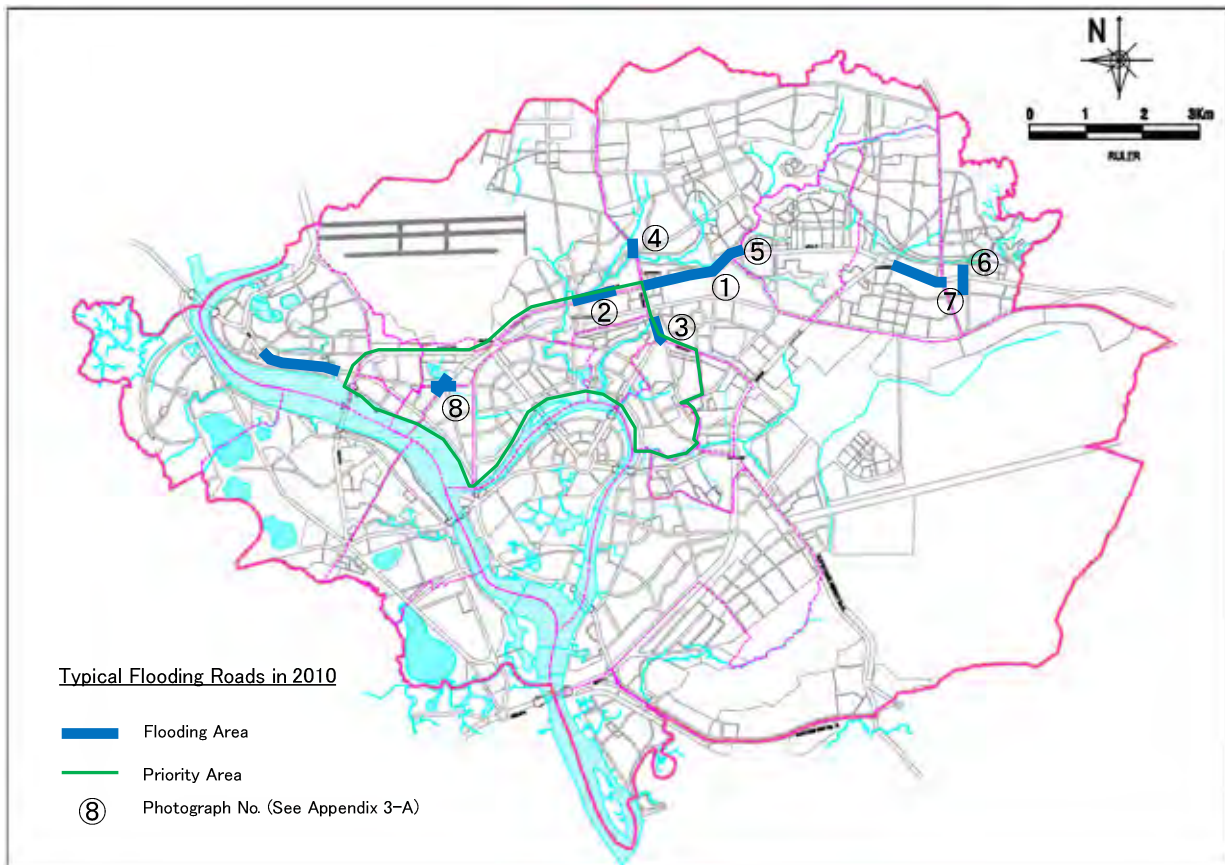 N
0 1 2 3Km
RULER
④
⑤
⑥
①
⑦
②
③
⑧
Typical Flooding Roads in 2010
Flooding Area
Priority Area
⑧ Photograph No. (See Appendix 3-A)